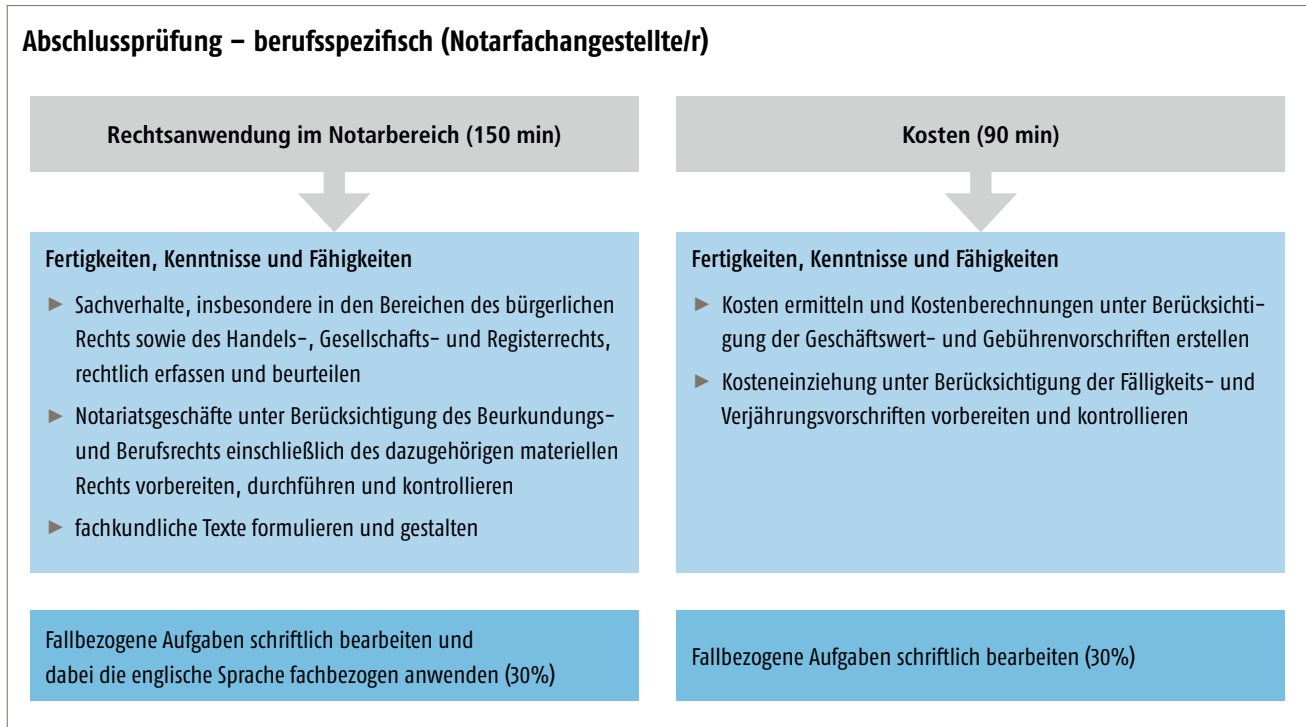 Abschlussprüfung – berufsspezifisch (Notarfachangestellte/r)
Rechtsanwendung im Notarbereich (150 min)
Fertigkeiten, Kenntnisse und Fähigkeiten
► Sachverhalte, insbesondere in den Bereichen des bürgerlichen
Rechts sowie des Handels-, Gesellschafts- und Registerrechts,
rechtlich erfassen und beurteilen
► Notariatsgeschäfte unter Berücksichtigung des Beurkundungs-
und Berufsrechts einschließlich des dazugehörigen materiellen
Rechts vorbereiten, durchführen und kontrollieren
► fachkundliche Texte formulieren und gestalten
Fallbezogene Aufgaben schriftlich bearbeiten und
dabei die englische Sprache fachbezogen anwenden (30%)
Kosten (90 min)
Fertigkeiten, Kenntnisse und Fähigkeiten
► Kosten ermitteln und Kostenberechnungen unter Berücksichti-
gung der Geschäftswert- und Gebührenvorschriften erstellen
► Kosteneinziehung unter Berücksichtigung der Fälligkeits- und
Verjährungsvorschriften vorbereiten und kontrollieren
Fallbezogene Aufgaben schriftlich bearbeiten (30%)